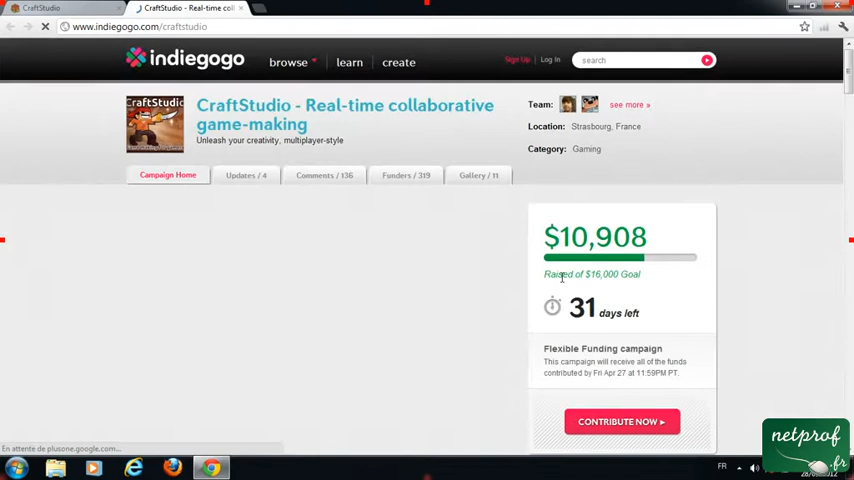 CraftStudio
CraftStudio - Real-time coll
www.indiegogo.com/craftstudio
indiegogo
browse
learn
create
Sign Up
Log In
search
CraftStudio
CraftStudio - Real-time collaborative
game-making
Unleash your creativity, multiplayer-style
Team:
see more »
Location: Strasbourg, France
Category: Gaming
Campaign Home
Updates / 4
Comments / 136
Funders / 319
Gallery / 11
$10,908
Raised of $16,000 Goal
31 days left
Flexible Funding campaign
This campaign will receive all of the funds
contributed by Fri Apr 27 at 11:59PM PT.
CONTRIBUTE NOW ▸
En attente de plusone.google.com...
FR
netprof
.fr